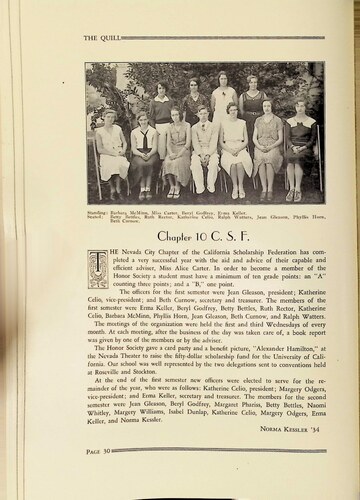 THE QUILL
Standing: Barbara McMinn, Miss Carter, Beryl Godfrey, Erma Keller.
Seated: Betty Bettles, Ruth Rector, Katherine Celio, Ralph Watters, Jean Gleason, Phyllis Horn,
Beth Curnow.
Chapter 10 C. S. F.
THE Nevada City Chapter of the California Scholarship Federation has com-
pleted a very successful year with the aid and advice of their capable and
efficient adviser, Miss Alice Carter. In order to become a member of the
Honor Society a student must have a minimum of ten grade points: an "A"
counting three points; and a "B," one point.
The officers for the first semester were Jean Gleason, president; Katherine
Celio, vice-president; and Beth Curnow, secretary and treasurer. The members of the
first semester were Erma Keller, Beryl Godfrey, Betty Bettles, Ruth Rector, Katherine
Celio, Barbara McMinn, Phyllis Horn, Jean Gleason, Beth Curnow, and Ralph Watters.
The meetings of the organization were held the first and third Wednesdays of every
month. At each meeting, after the business of the day was taken care of, a book report
was given by one of the members or by the adviser.
The Honor Society gave a card party and a benefit picture, "Alexander Hamilton," at
the Nevada Theater to raise the fifty-dollar scholarship fund for the University of Cali-
fornia. Our school was well represented by the two delegations sent to conventions held
at Roseville and Stockton.
At the end of the first semester new officers were elected to serve for the re-
mainder of the year, who were as follows: Katherine Celio, president; Margery Odgers,
vice-president; and Erma Keller, secretary and treasurer. The members for the second
semester were Jean Gleason, Beryl Godfrey, Margaret Phariss, Betty Bettles, Naomi
Whitley, Margery Williams, Isabel Dunlap, Katherine Celio, Margery Odgers, Erma
Keller, and Norma Kessler.
NORMA KESSLER '34
PAGE 30